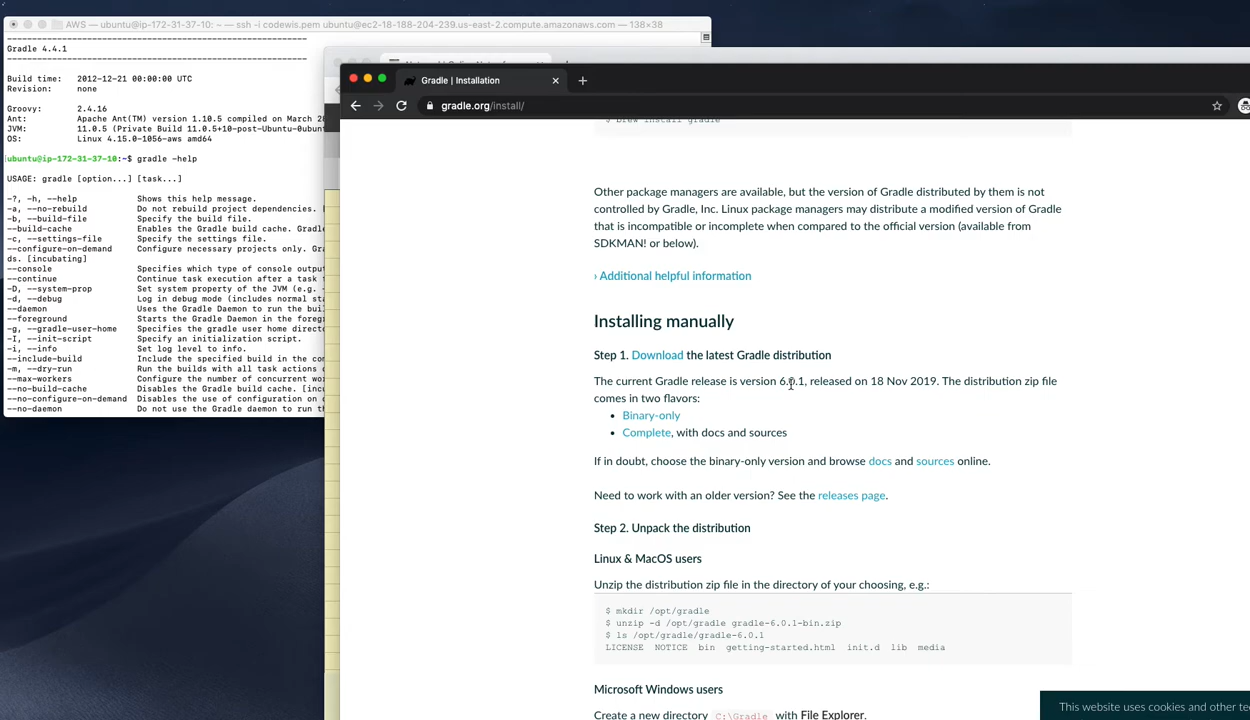 AWS — ubuntu@ip-172-31-37-10: ~ — ssh -i codewis.pem ubuntu@ec2-18-188-204-239.us-east-2.compute.amazonaws.com — 138×38
------------------------------------------------------------
Gradle 4.4.1
------------------------------------------------------------
Build time:   2012-12-21 00:00:00 UTC
Revision:     none
Groovy:       2.4.16
Ant:          Apache Ant(TM) version 1.10.5 compiled on March 28
JVM:          11.0.5 (Private Build 11.0.5+10-post-Ubuntu-0ubun
OS:           Linux 4.15.0-1056-aws amd64
ubuntu@ip-172-31-37-10:~$ gradle -help
USAGE: gradle [option...] [task...]
-?, -h, --help          Shows this help message.
-a, --no-rebuild        Do not rebuild project dependencies.
-b, --build-file        Specify the build file.
--build-cache           Enables the Gradle build cache. Gradl
-c, --settings-file     Specify the settings file.
--configure-on-demand   Configure necessary projects only. Gra
ds. [incubating]
--console               Specifies which type of console outpu
--continue              Continue task execution after a task f
-D, --system-prop       Set system property of the JVM (e.g. -
-d, --debug             Log in debug mode (includes normal sta
--daemon                Uses the Gradle Daemon to run the bui
--foreground            Starts the Gradle Daemon in the foreg
-g, --gradle-user-home  Specifies the gradle user home directo
-I, --init-script       Specify an initialization script.
-i, --info              Set log level to info.
--include-build         Include the specified build in the com
-m, --dry-run           Run the builds with all task actions d
--max-workers           Configure the number of concurrent wo
--no-build-cache        Disables the Gradle build cache. [inc
--no-configure-on-demand  Disables the use of configuration on
--no-daemon             Do not use the Gradle daemon to run th
Gradle | Installation
gradle.org/install/
$ brew install gradle
Other package managers are available, but the version of Gradle distributed by them is not
controlled by Gradle, Inc. Linux package managers may distribute a modified version of Gradle
that is incompatible or incomplete when compared to the official version (available from
SDKMAN! or below).
› Additional helpful information
Installing manually
Step 1. Download the latest Gradle distribution
The current Gradle release is version 6.0.1, released on 18 Nov 2019. The distribution zip file
comes in two flavors:
• Binary-only
• Complete, with docs and sources
If in doubt, choose the binary-only version and browse docs and sources online.
Need to work with an older version? See the releases page.
Step 2. Unpack the distribution
Linux & MacOS users
Unzip the distribution zip file in the directory of your choosing, e.g.:
$ mkdir /opt/gradle
$ unzip -d /opt/gradle gradle-6.0.1-bin.zip
$ ls /opt/gradle/gradle-6.0.1
LICENSE  NOTICE  bin  getting-started.html  init.d  lib  media
Microsoft Windows users
Create a new directory C:\Gradle with File Explorer.
This website uses cookies and other te